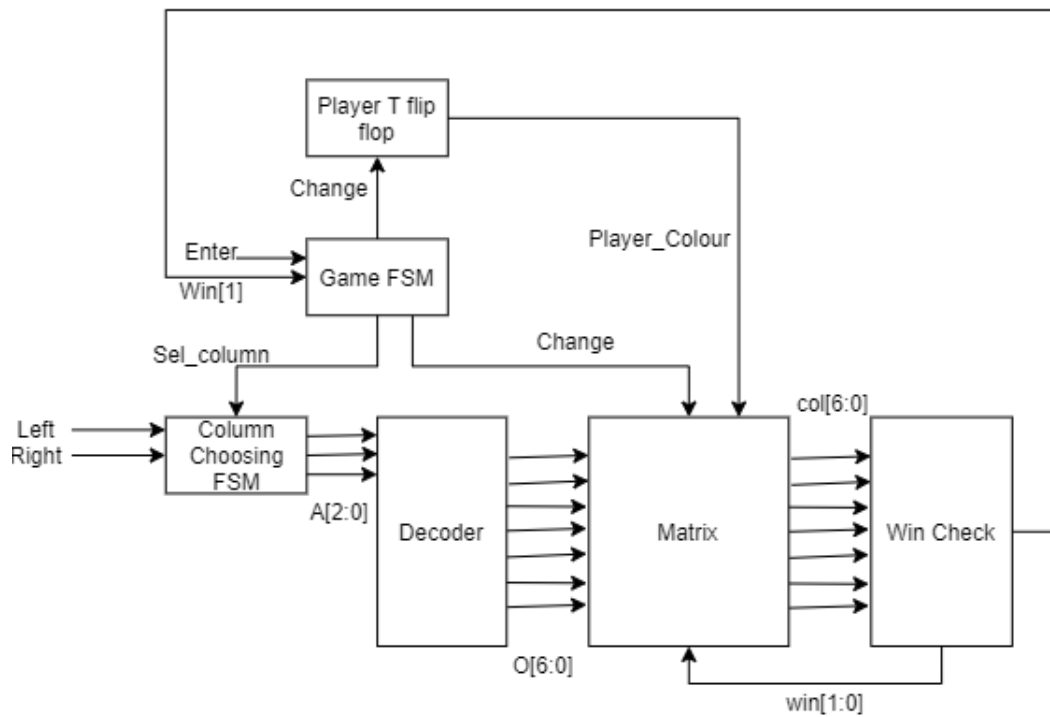 Player T flip
flop
Change
Player_Colour
Enter
Game FSM
Win[1]
Change
Sel_column
col[6:0]
Left
Right
Column
Choosing
FSM
A[2:0]
Decoder
Matrix
Win Check
O[6:0]
win[1:0]